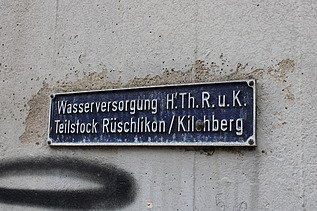 Wasserversorgung H.Th.R.u.K.
Teilstock Rüschlikon/Kilchberg